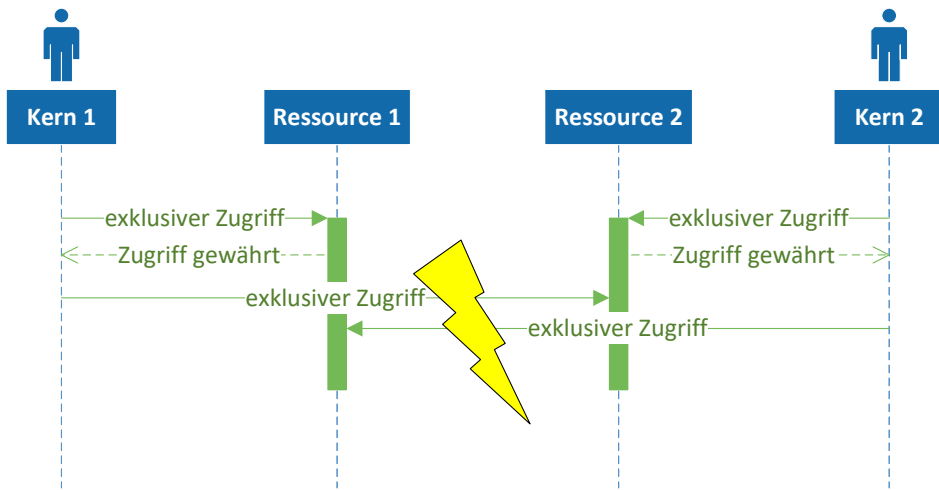 Kern 1
Ressource 1
Ressource 2
Kern 2
exklusiver Zugriff
exklusiver Zugriff
Zugriff gewährt
Zugriff gewährt
exklusiver Zugriff
exklusiver Zugriff